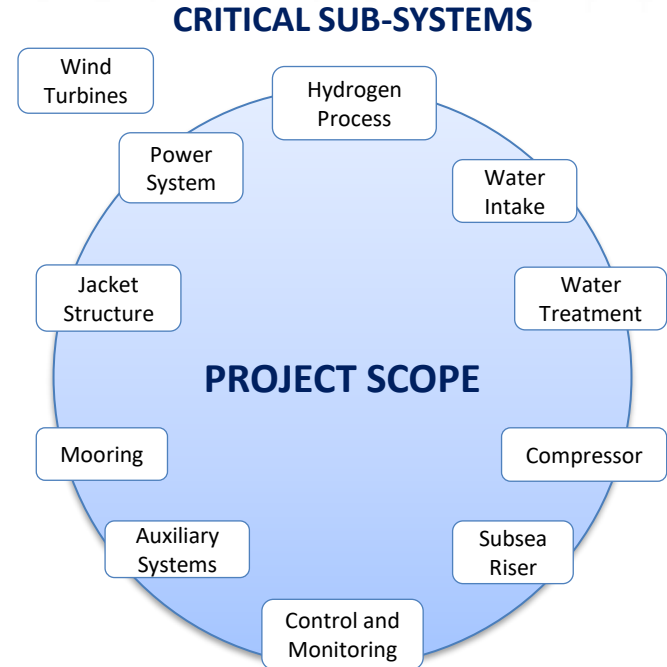 CRITICAL SUB-SYSTEMS
Wind
Turbines
Hydrogen
Process
Power
System
Water
Intake
Jacket
Structure
Water
Treatment
PROJECT SCOPE
Mooring
Compressor
Auxiliary
Systems
Subsea
Riser
Control and
Monitoring